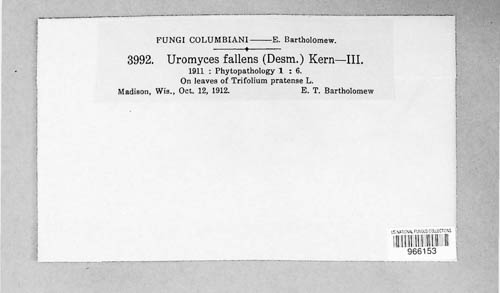 FUNGI COLUMBIANI——E. Bartholomew.
3992. Uromyces fallens (Desm.) Kern—III.
1911 : Phytopathology 1 : 6.
On leaves of Trifolium pratense L.
Madison, Wis., Oct. 12, 1912. E. T. Bartholomew
US NATIONAL FUNGUS COLLECTIONS
966153